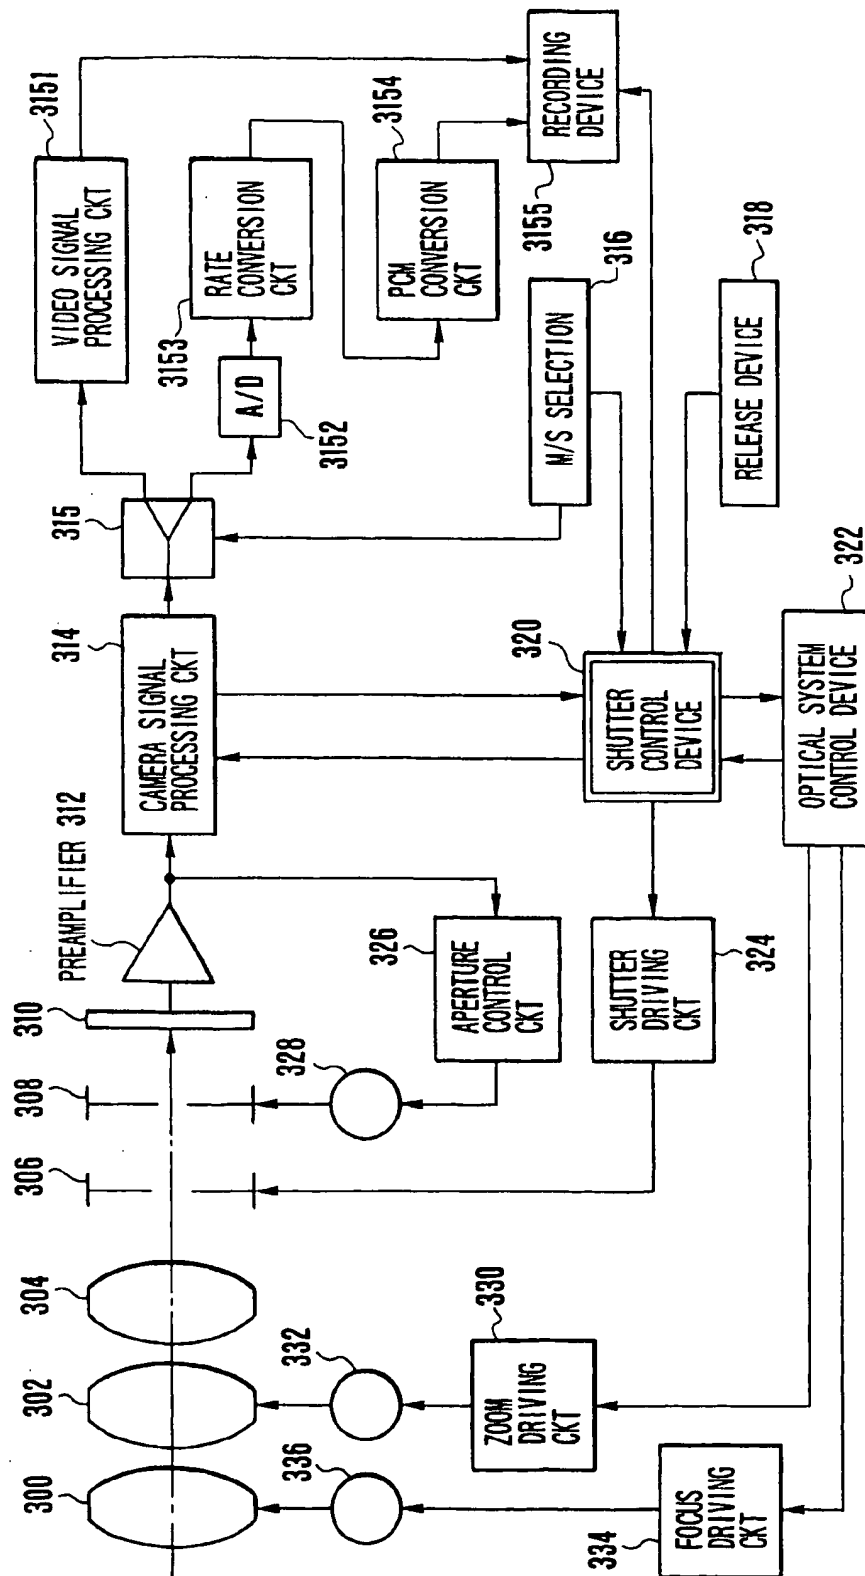 300
302
304
306
308
310
PREAMPLIFIER 312
314
CAMERA SIGNAL
PROCESSING CKT
315
VIDEO SIGNAL
PROCESSING CKT
3151
A/D
3152
3153
RATE
CONVERSION
CKT
PCM
CONVERSION
CKT
3154
RECORDING
DEVICE
3155
M/S SELECTION
316
RELEASE DEVICE
318
320
SHUTTER
CONTROL
DEVICE
OPTICAL SYSTEM
CONTROL DEVICE
322
SHUTTER
DRIVING
CKT
324
326
APERTURE
CONTROL
CKT
328
330
ZOOM
DRIVING
CKT
332
334
FOCUS
DRIVING
CKT
336